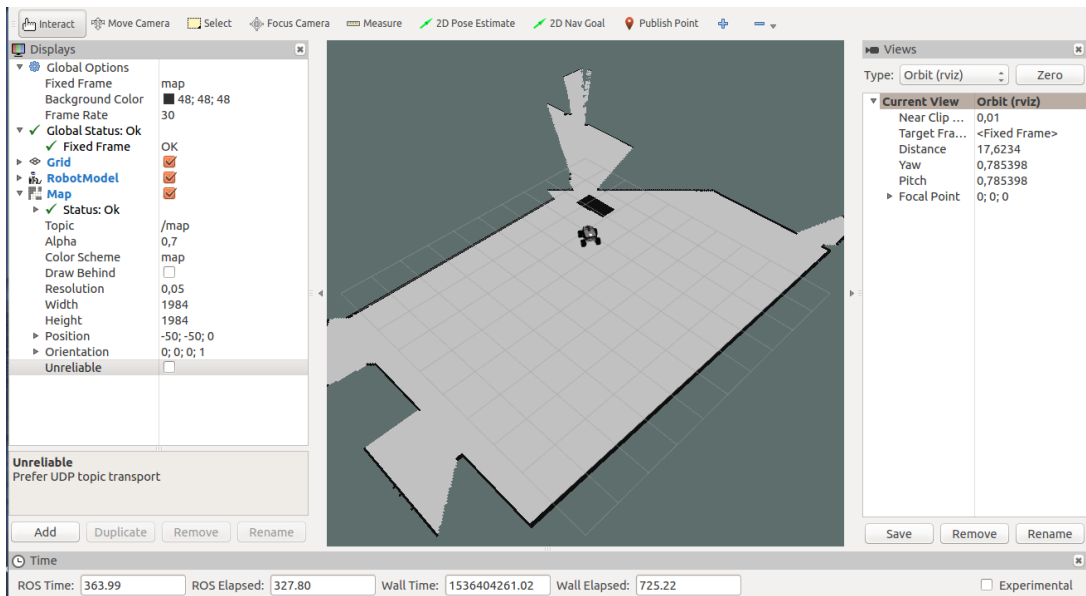 Interact Move Camera Select Focus Camera Measure 2D Pose Estimate 2D Nav Goal Publish Point
Displays
Global Options
Fixed Frame map
Background Color 48; 48; 48
Frame Rate 30
Global Status: Ok
Fixed Frame OK
Grid
RobotModel
Map
Status: Ok
Topic /map
Alpha 0,7
Color Scheme map
Draw Behind
Resolution 0,05
Width 1984
Height 1984
Position -50; -50; 0
Orientation 0; 0; 0; 1
Unreliable
Unreliable
Prefer UDP topic transport
Add Duplicate Remove Rename
Views
Type: Orbit (rviz) Zero
Current View Orbit (rviz)
Near Clip ... 0,01
Target Fra... <Fixed Frame>
Distance 17,6234
Yaw 0,785398
Pitch 0,785398
Focal Point 0; 0; 0
Save Remove Rename
Time
ROS Time: 363.99 ROS Elapsed: 327.80 Wall Time: 1536404261.02 Wall Elapsed: 725.22 Experimental